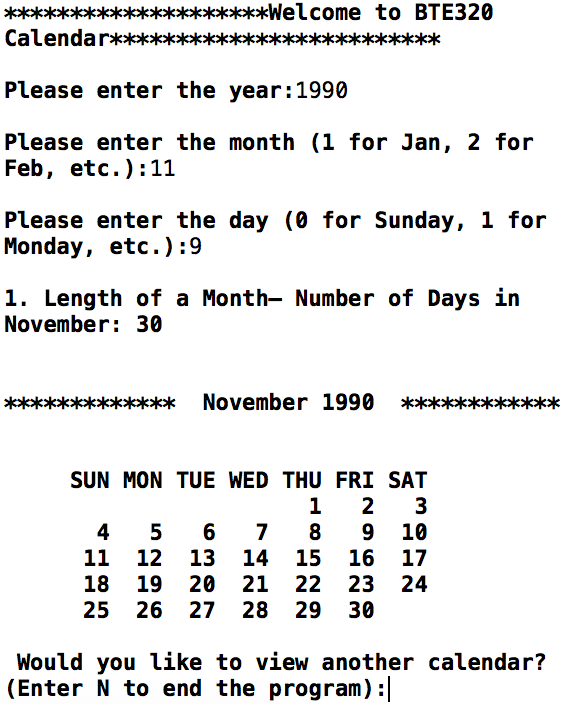 ********************Welcome to BTE320
Calendar*************************
Please enter the year:1990
Please enter the month (1 for Jan, 2 for
Feb, etc.):11
Please enter the day (0 for Sunday, 1 for
Monday, etc.):9
1. Length of a Month– Number of Days in
November: 30
*************  November 1990  ************
SUN MON TUE WED THU FRI SAT
1 2 3
4 5 6 7 8 9 10
11 12 13 14 15 16 17
18 19 20 21 22 23 24
25 26 27 28 29 30
Would you like to view another calendar?
(Enter N to end the program):